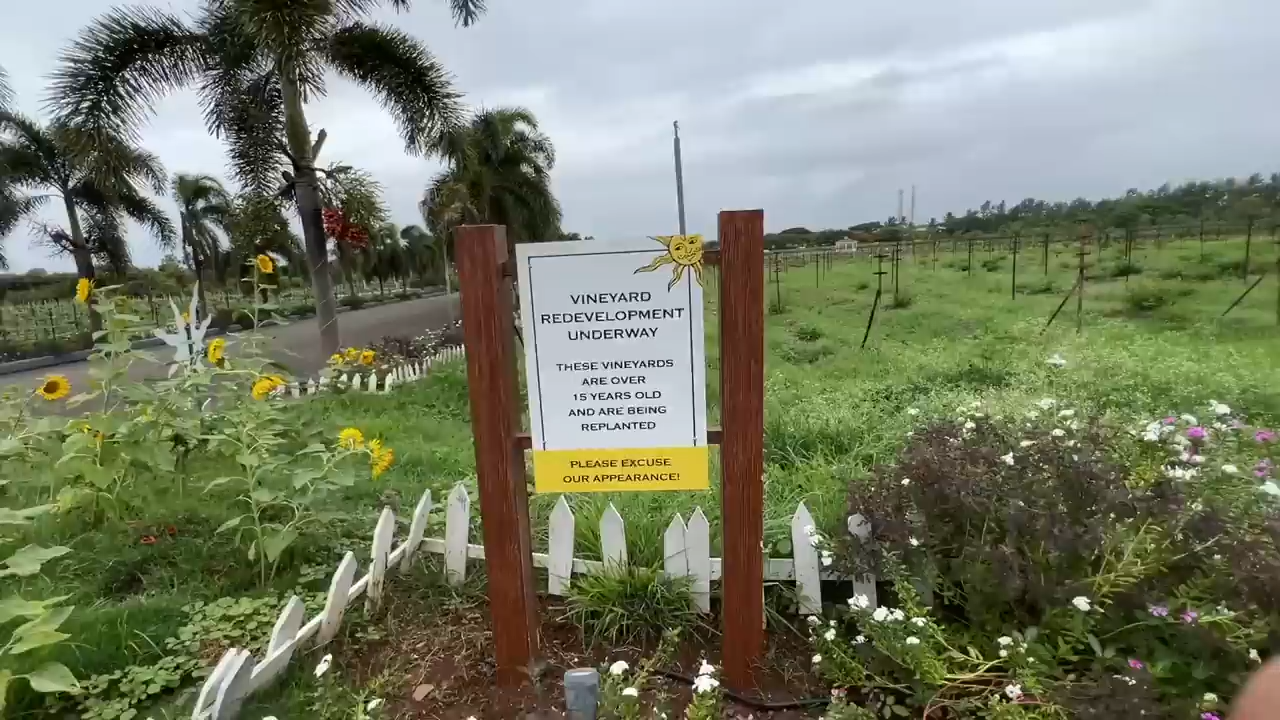 VINEYARD
REDEVELOPMENT
UNDERWAY
THESE VINEYARDS
ARE OVER
15 YEARS OLD
AND ARE BEING
REPLANTED
PLEASE EXCUSE
OUR APPEARANCE!